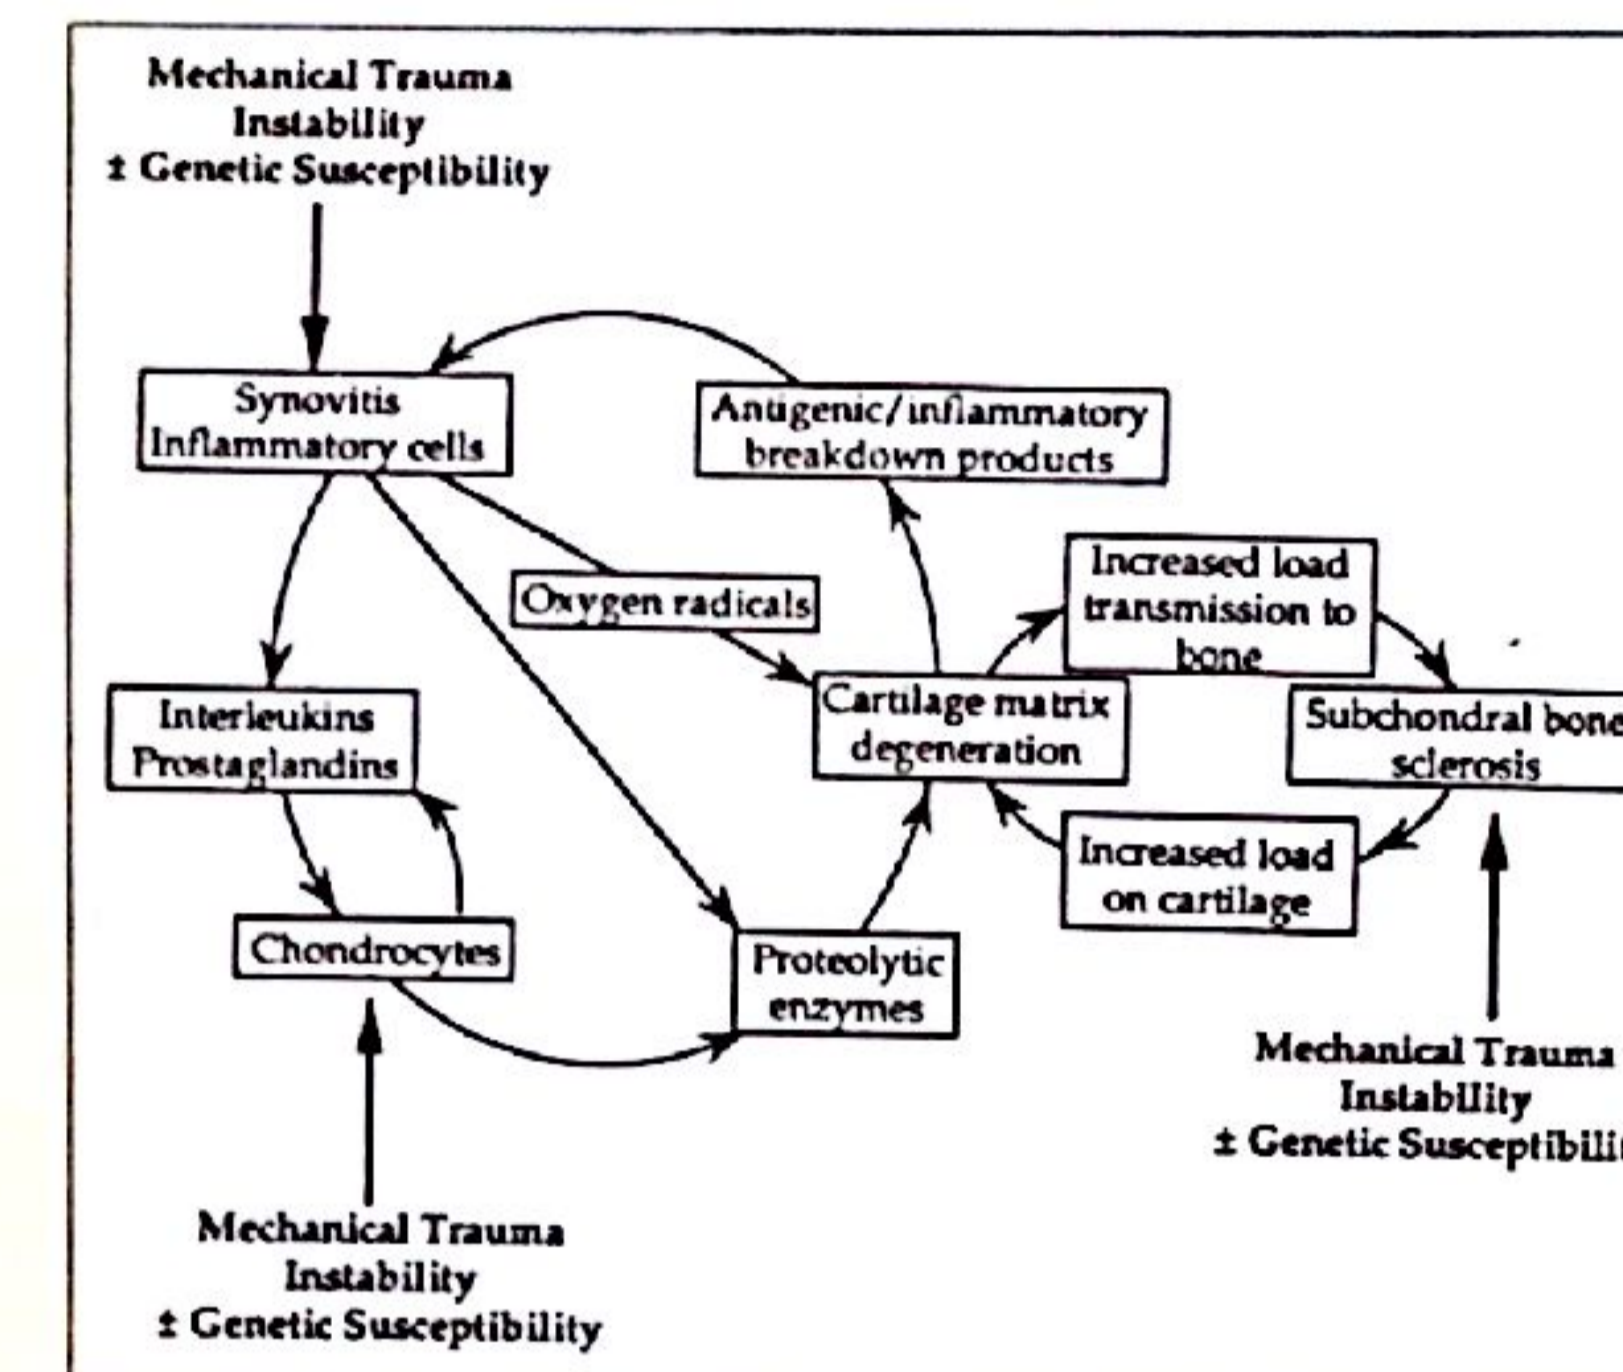 Mechanical Trauma
Instability
± Genetic Susceptibility
Synovitis
Inflammatory cells
Antigenic/inflammatory
breakdown products
Oxygen radicals
Increased load
transmission to
bone
Interleukins
Prostaglandins
Cartilage matrix
degeneration
Subchondral bone
sclerosis
Increased load
on cartilage
Chondrocytes
Proteolytic
enzymes
Mechanical Trauma
Instability
± Genetic
Mechanical Trauma
Instability
± Genetic Susceptibility